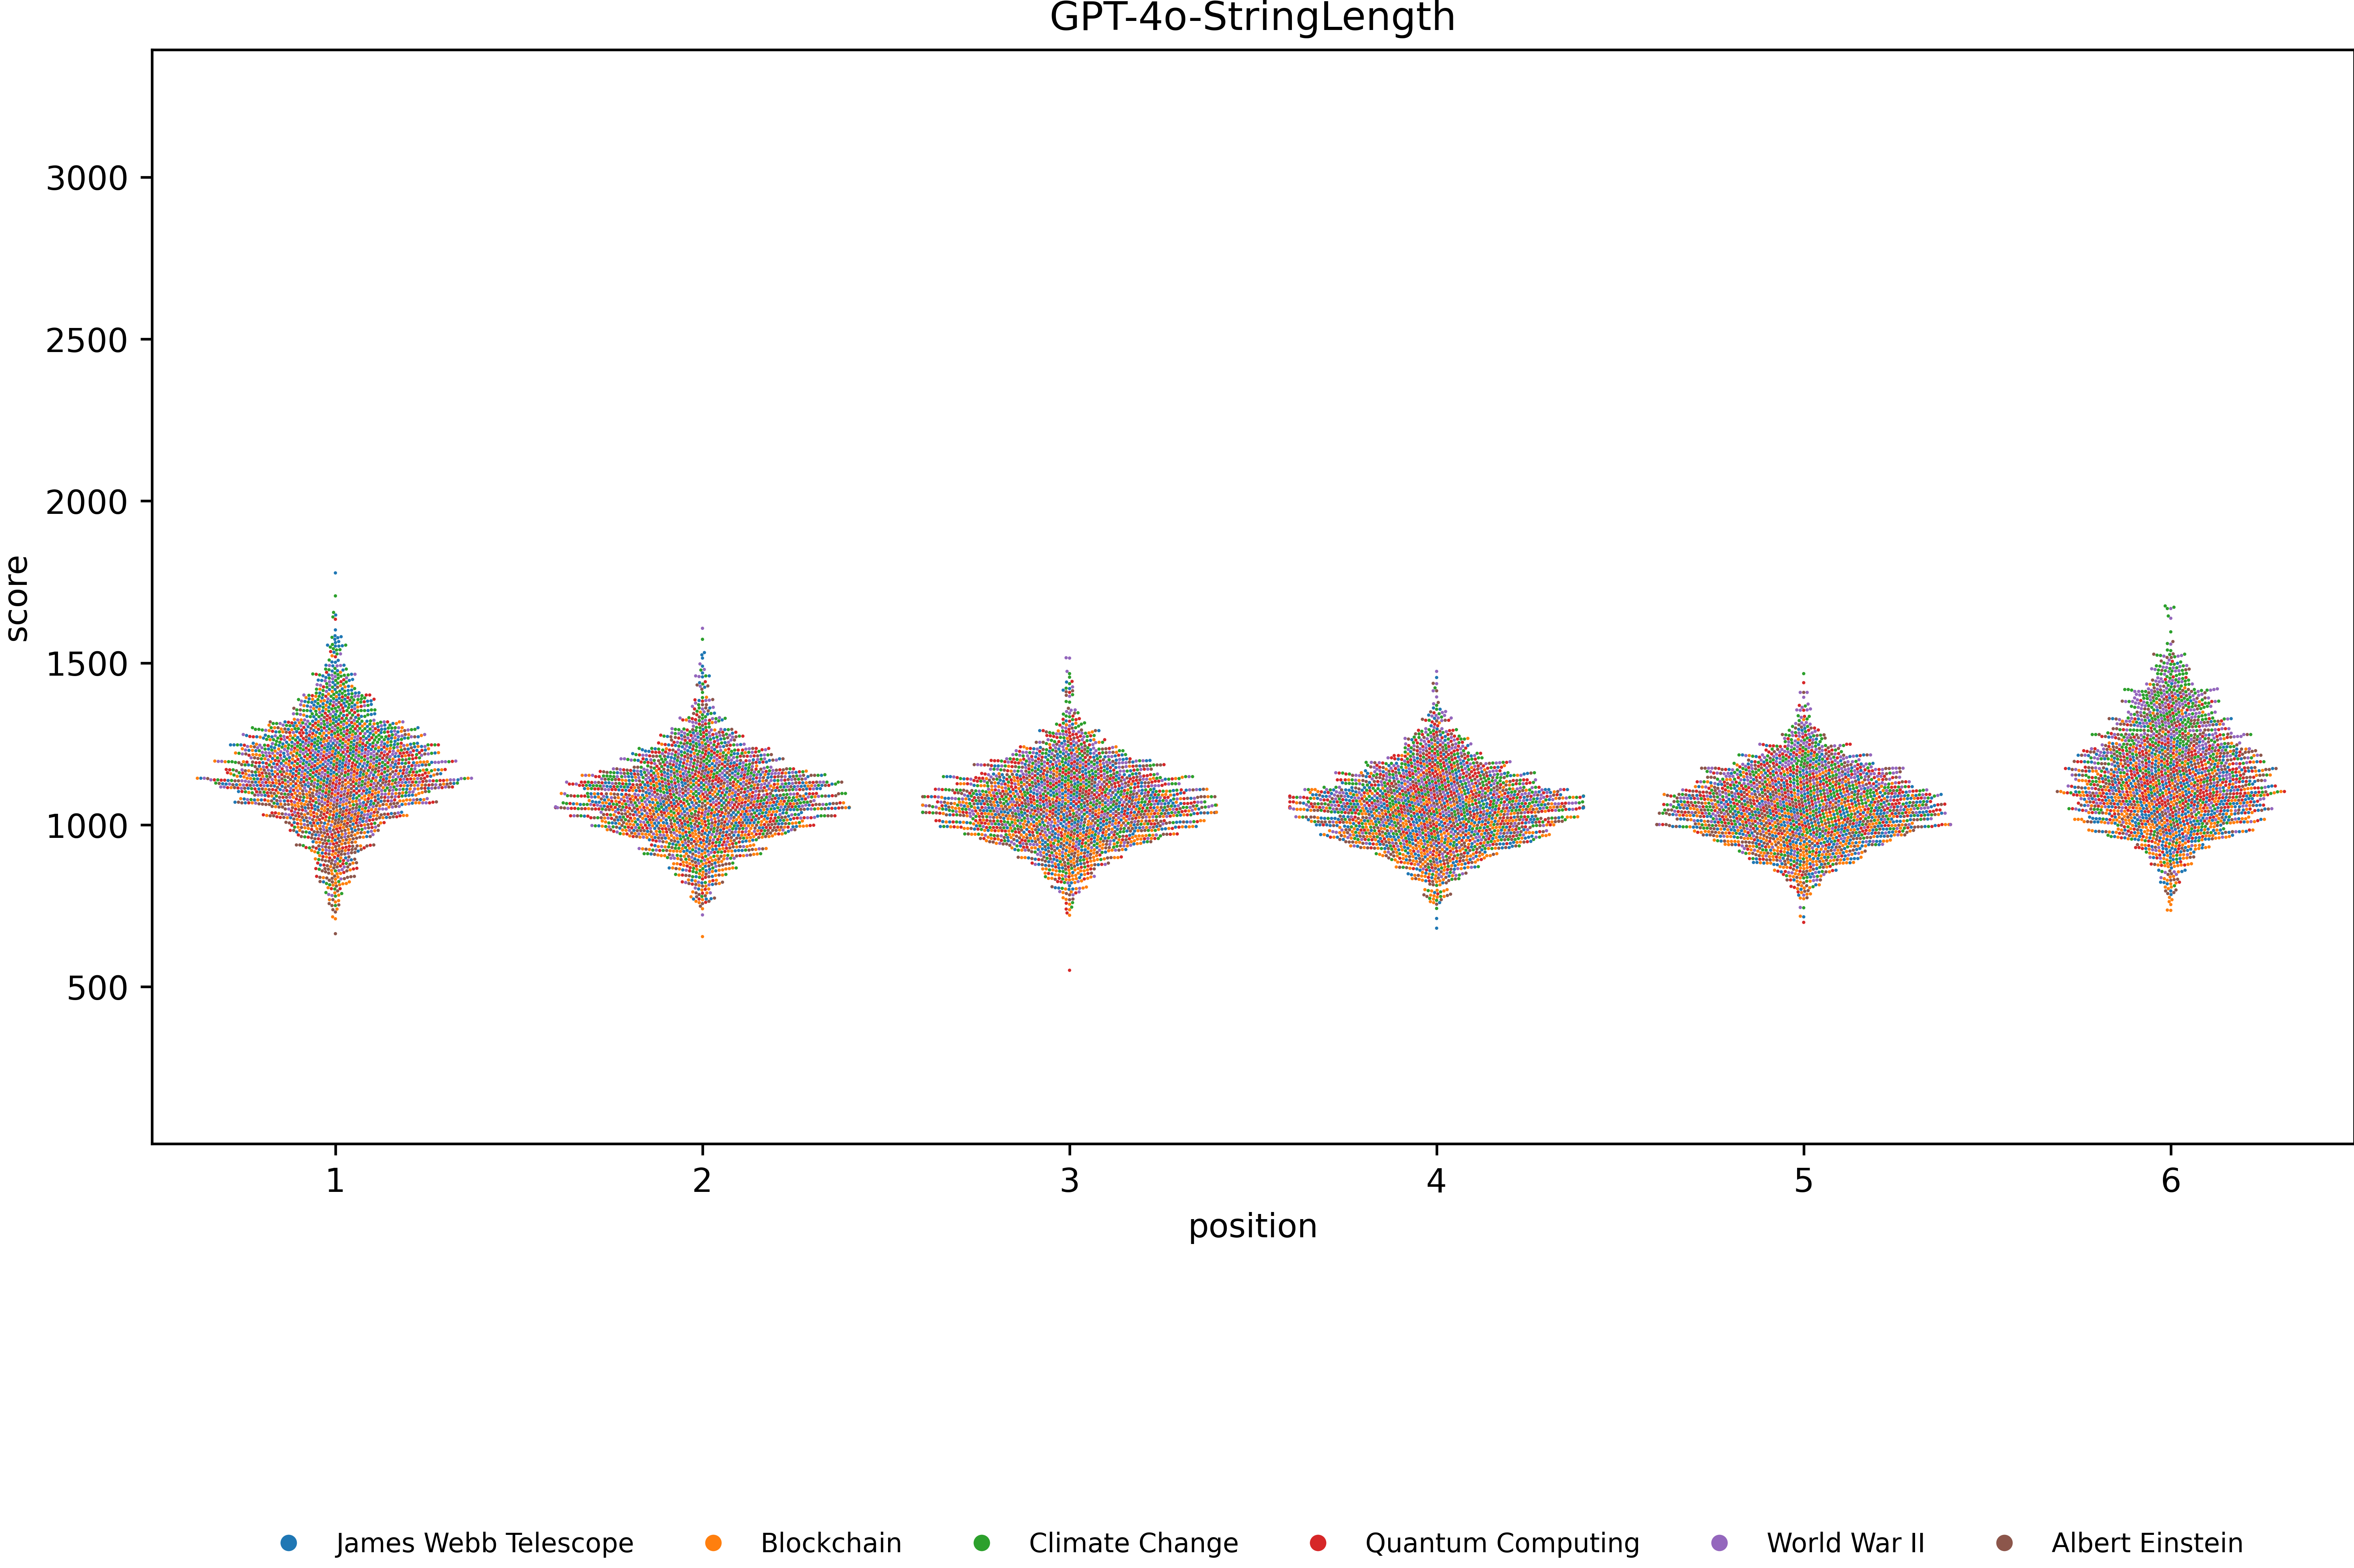 GPT-4o-StringLength
3000
2500
2000
1500
1000
500
score
1 2 3 4 5 6
position
James Webb Telescope Blockchain Climate Change Quantum Computing World War II Albert Einstein